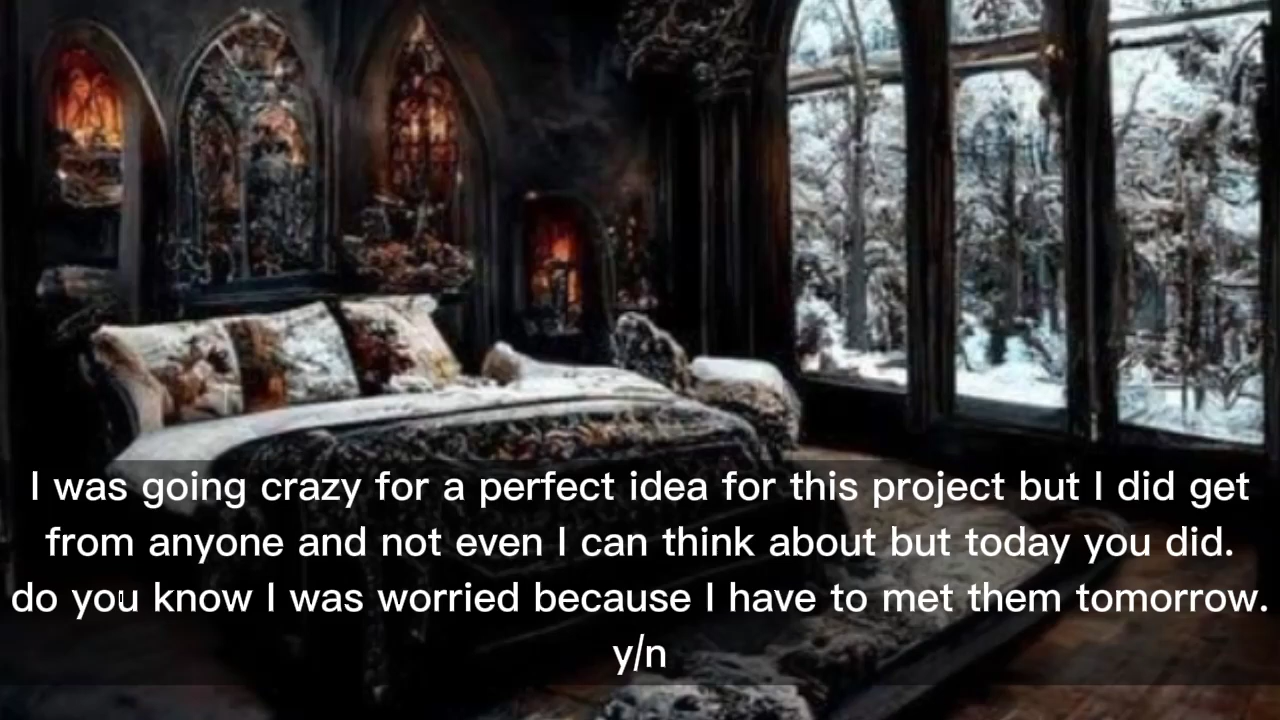 I was going crazy for a perfect idea for this project but I did get
from anyone and not even I can think about but today you did.
do you know I was worried because I have to met them tomorrow.
y/n